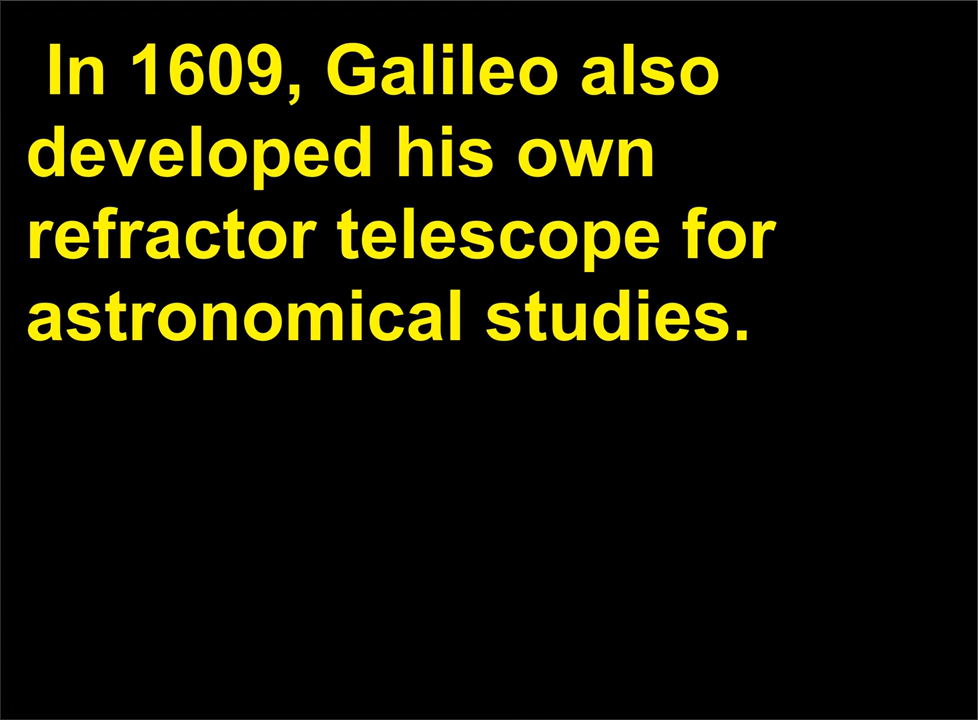 In 1609, Galileo also
developed his own
refractor telescope for
astronomical studies.